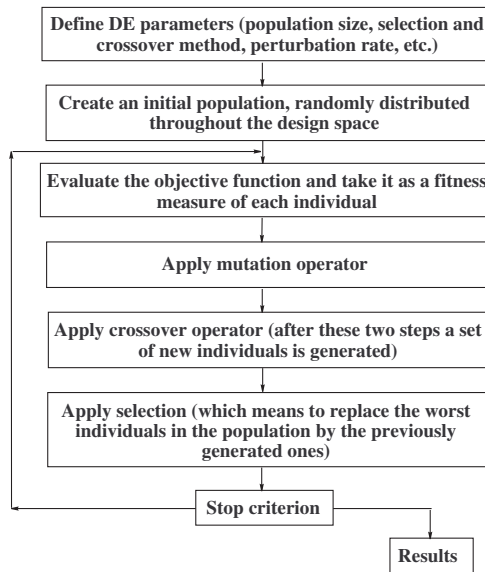 Define DE parameters (population size, selection and
crossover method, perturbation rate, etc.)
Create an initial population, randomly distributed
throughout the design space
Evaluate the objective function and take it as a fitness
measure of each individual
Apply mutation operator
Apply crossover operator (after these two steps a set
of new individuals is generated)
Apply selection (which means to replace the worst
individuals in the population by the previously
generated ones)
Stop criterion
Results